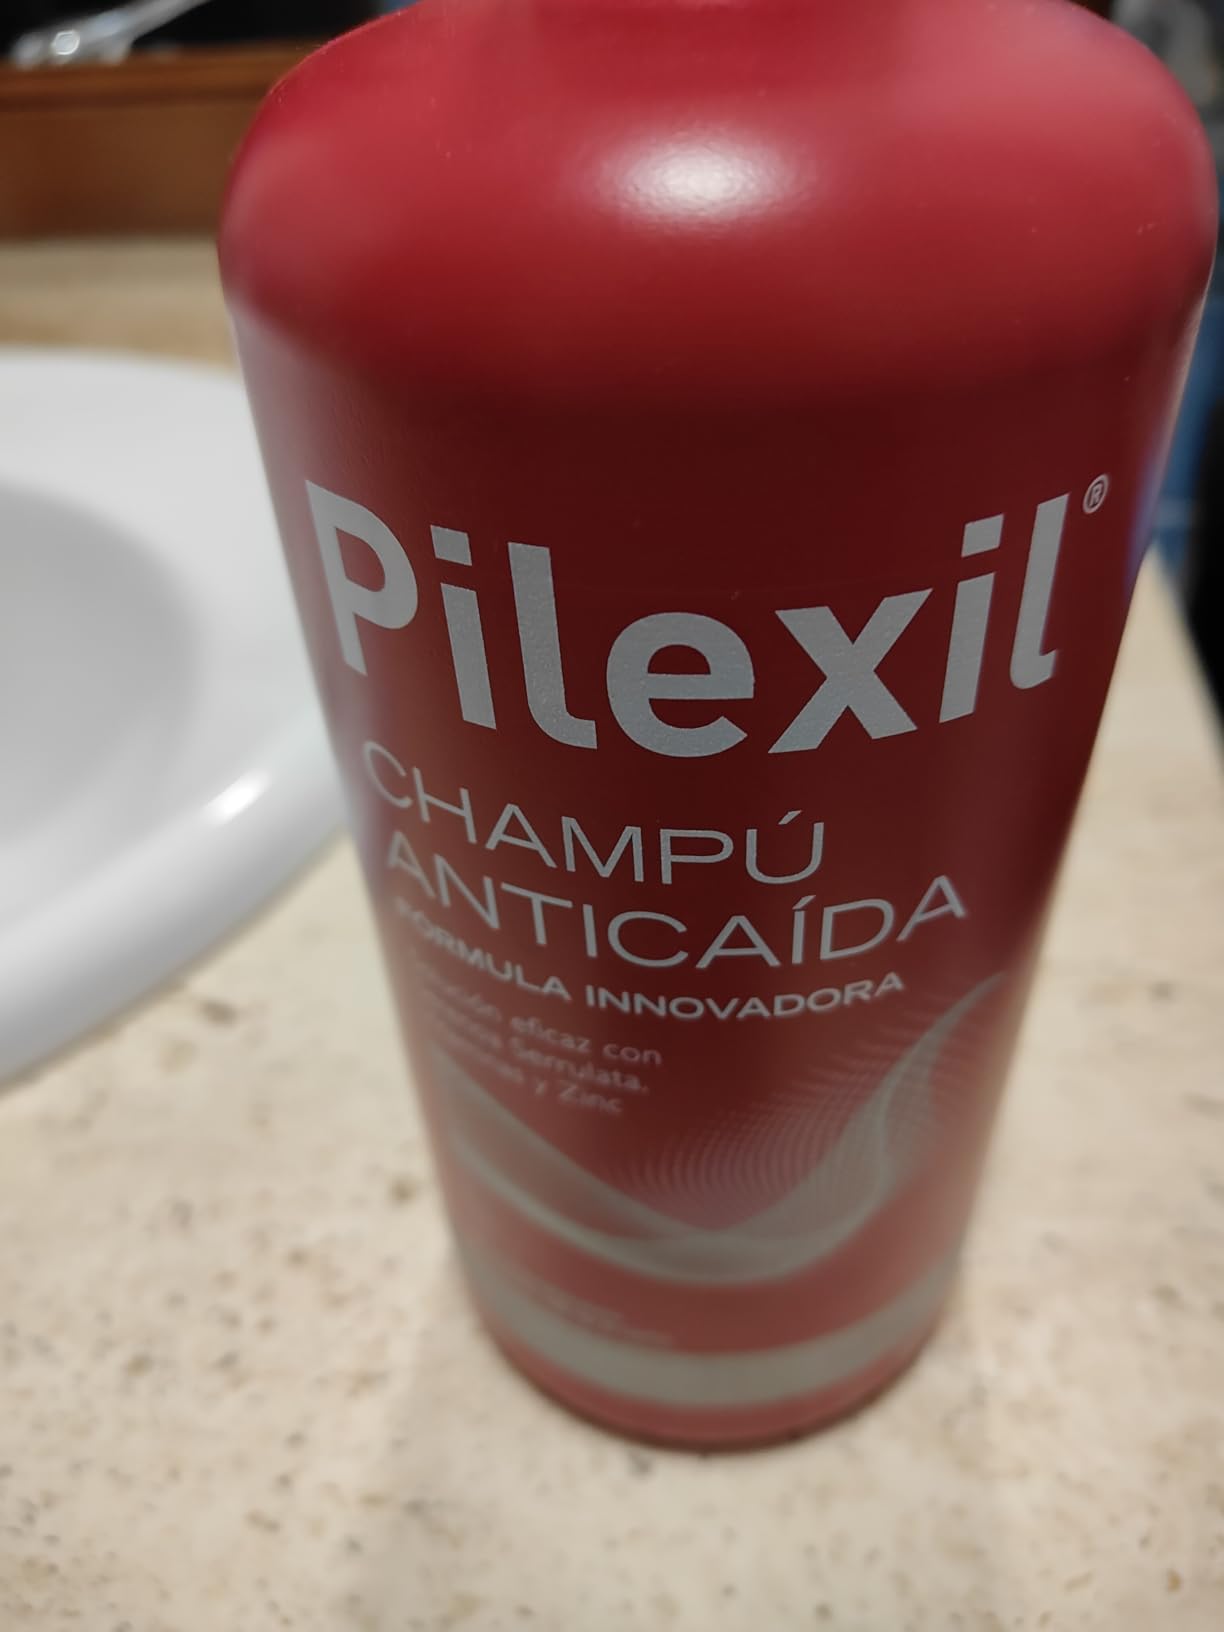 Pilexil®
CHAMPÚ
ANTICAÍDA
FÓRMULA INNOVADORA
eficaz con
Serrulata,
y Zinc